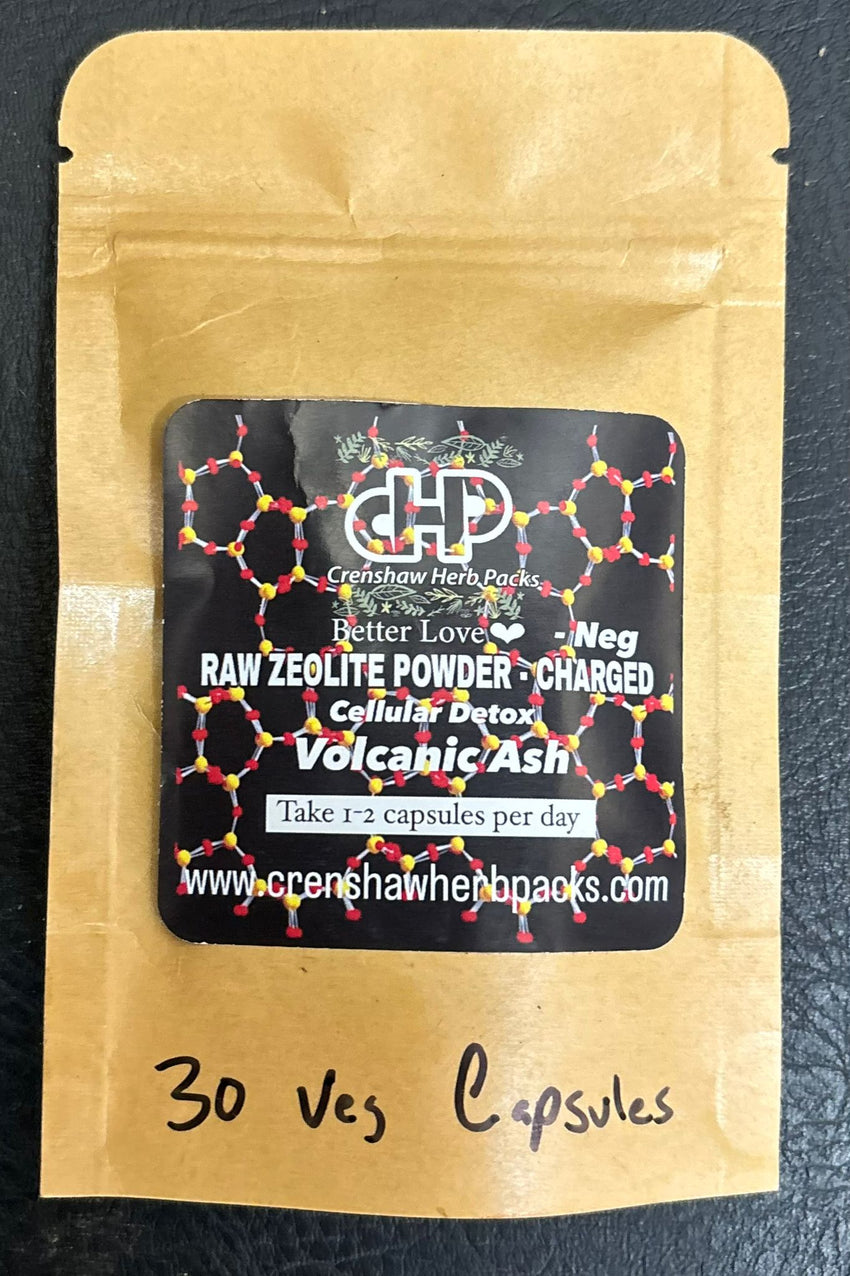 CHP
Crenshaw Herb Packs
Better Love❤ - Neg
RAW ZEOLITE POWDER - CHARGED
Cellular Detox
Volcanic Ash
Take 1-2 capsules per day
www.crenshawherbpacks.com
30 Veg Capsules